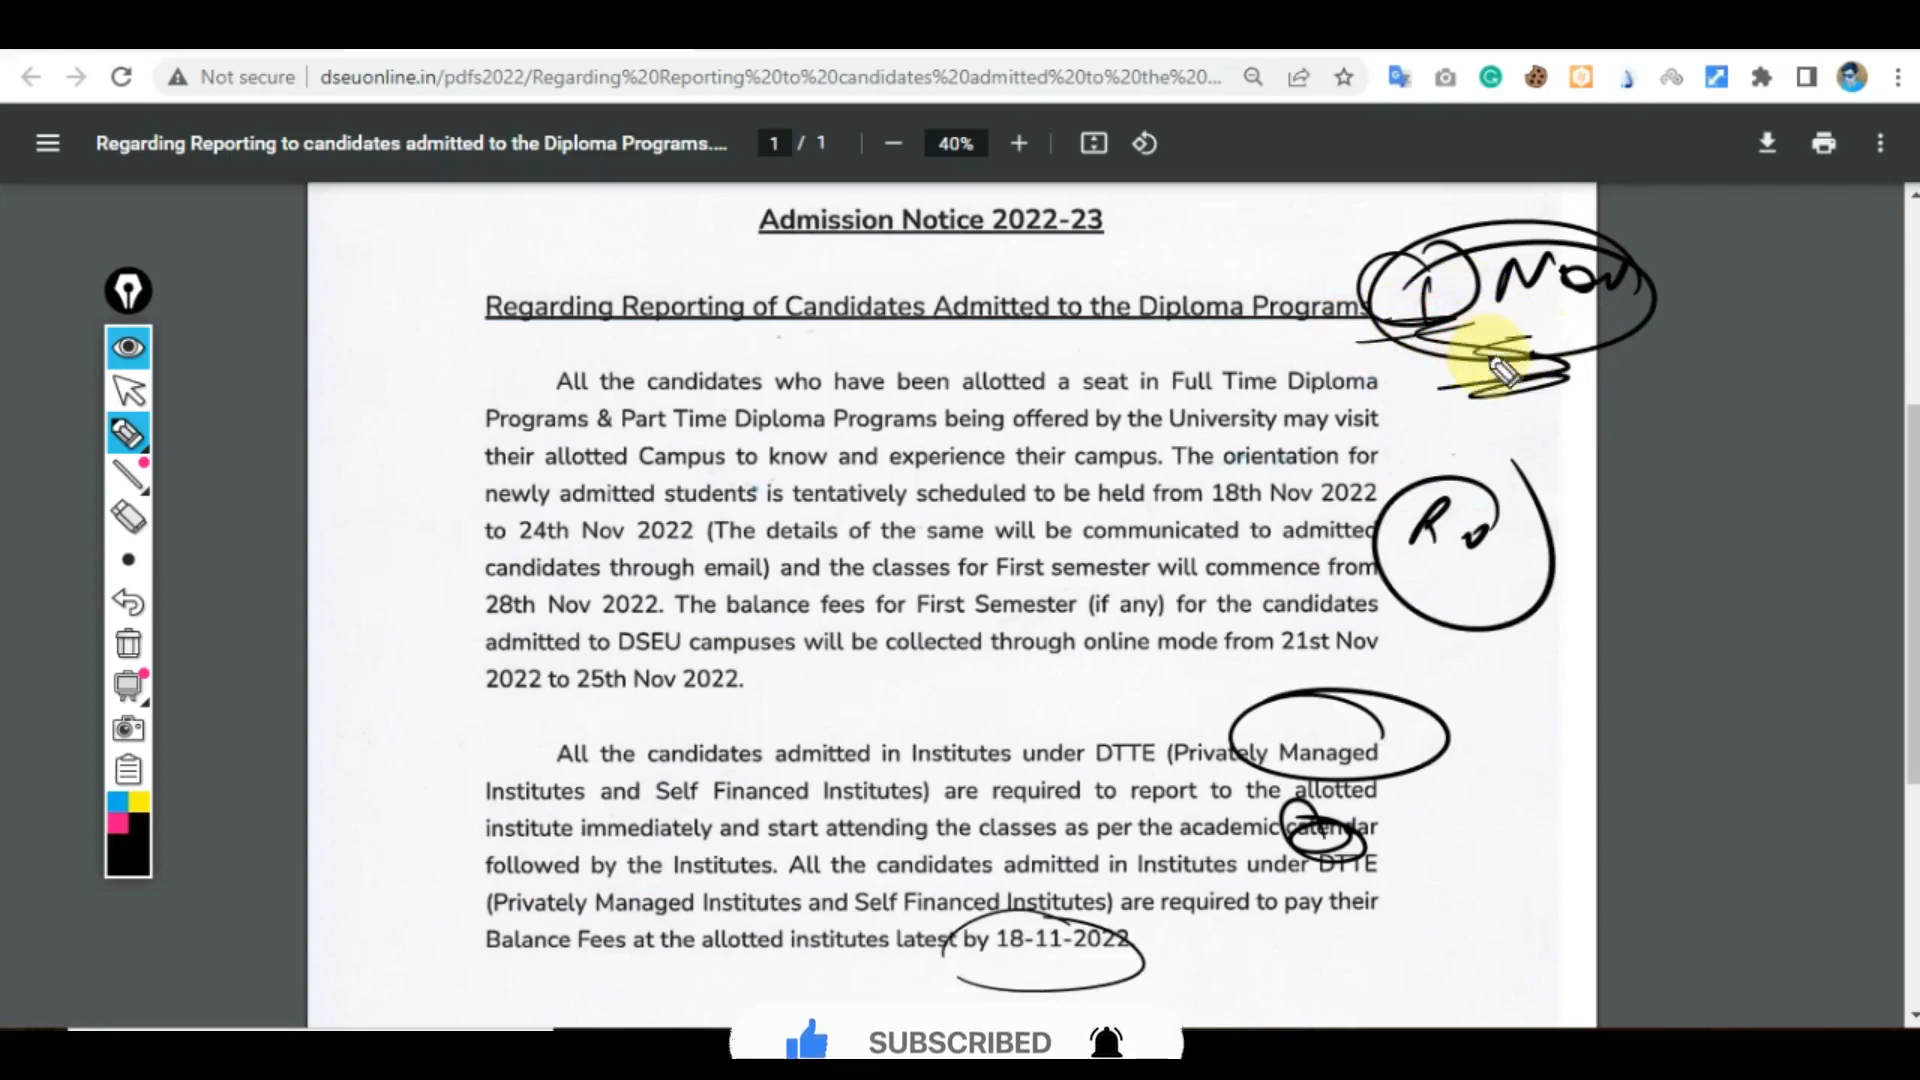 Not secure
dseuonline.in/pdfs2022/Regarding%20Reporting%20to%20candidates%20admitted%20to%20the%20...
Regarding Reporting to candidates admitted to the Diploma Programs....
1 / 1
40%
Admission Notice 2022-23
Regarding Reporting of Candidates Admitted to the Diploma Programs
1 Nov
All the candidates who have been allotted a seat in Full Time Diploma
Programs & Part Time Diploma Programs being offered by the University may visit
their allotted Campus to know and experience their campus. The orientation for
newly admitted students is tentatively scheduled to be held from 18th Nov 2022
to 24th Nov 2022 (The details of the same will be communicated to admitted
candidates through email) and the classes for First semester will commence from
28th Nov 2022. The balance fees for First Semester (if any) for the candidates
admitted to DSEU campuses will be collected through online mode from 21st Nov
2022 to 25th Nov 2022.
All the candidates admitted in Institutes under DTTE (Privately Managed
Institutes and Self Financed Institutes) are required to report to the allotted
institute immediately and start attending the classes as per the academic calendar
followed by the Institutes. All the candidates admitted in Institutes under DTTE
(Privately Managed Institutes and Self Financed Institutes) are required to pay their
Balance Fees at the allotted institutes latest by 18-11-2022
SUBSCRIBED